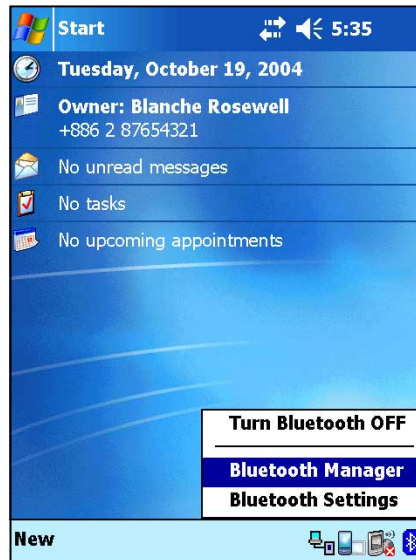 Start 5:35
Tuesday, October 19, 2004
Owner: Blanche Rosewell
+886 2 87654321
No unread messages
No tasks
No upcoming appointments
Turn Bluetooth OFF
Bluetooth Manager
Bluetooth Settings
New